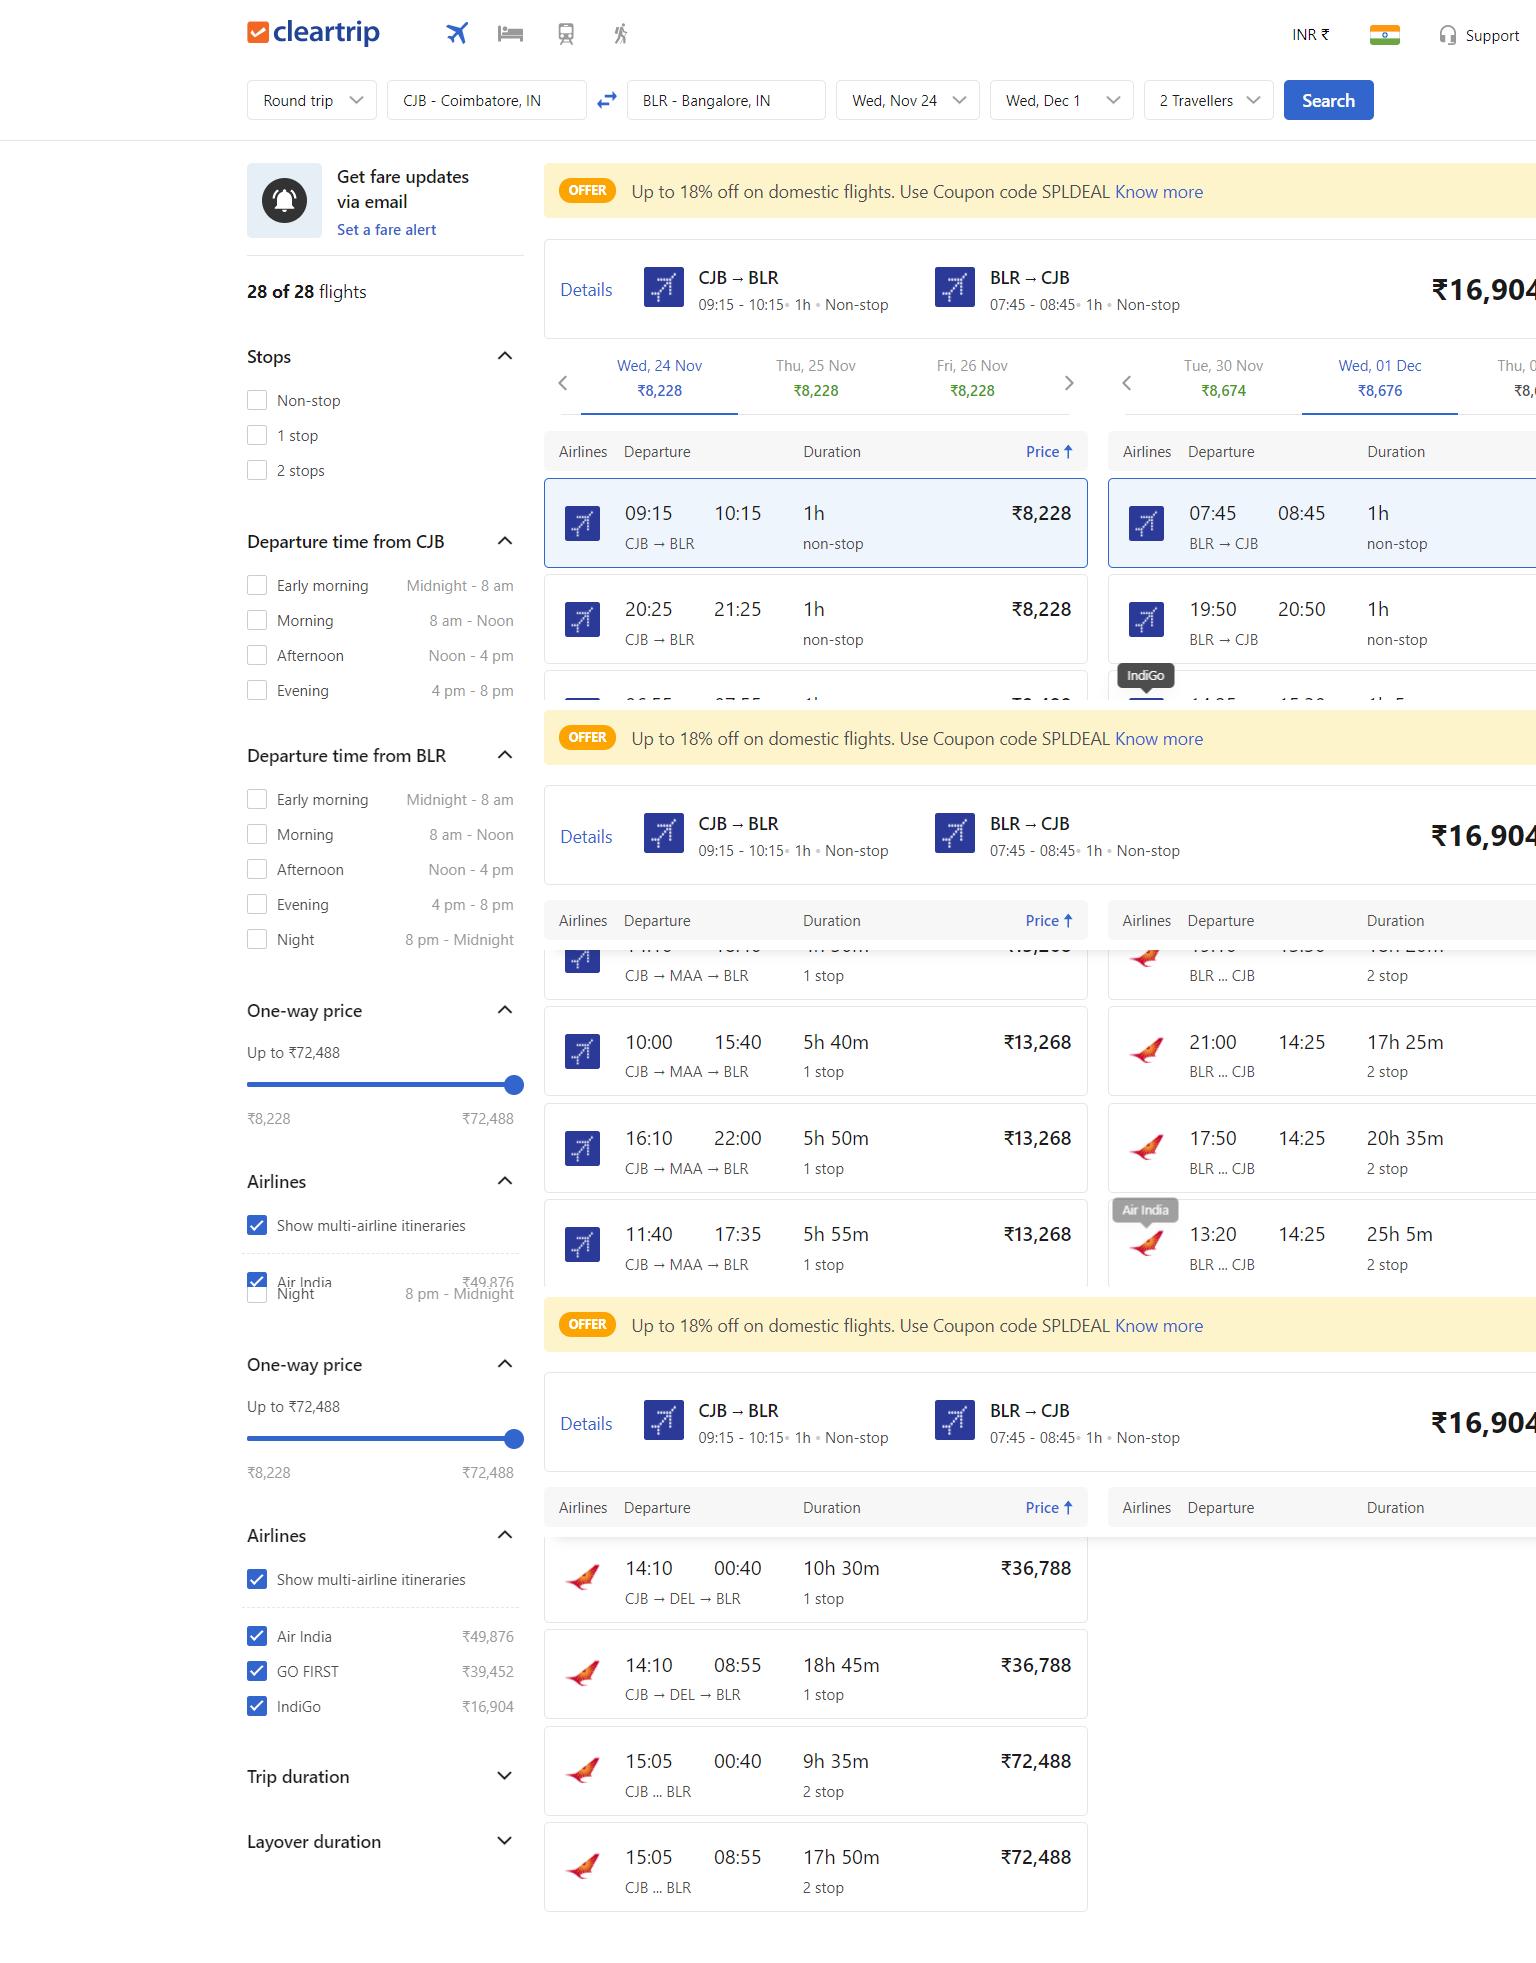 cleartrip
INR ₹
Support
Round trip
CJB - Coimbatore, IN
BLR - Bangalore, IN
Wed, Nov 24
Wed, Dec 1
2 Travellers
Search
Get fare updates
via email
Set a fare alert
28 of 28 flights
Stops
Non-stop
1 stop
2 stops
Departure time from CJB
Early morning Midnight - 8 am
Morning 8 am - Noon
Afternoon Noon - 4 pm
Evening 4 pm - 8 pm
Departure time from BLR
Early morning Midnight - 8 am
Morning 8 am - Noon
Afternoon Noon - 4 pm
Evening 4 pm - 8 pm
Night 8 pm - Midnight
One-way price
Up to ₹72,488
₹8,228 ₹72,488
Airlines
Show multi-airline itineraries
Air India ₹49,876
Night 8 pm - Midnight
One-way price
Up to ₹72,488
₹8,228 ₹72,488
Airlines
Show multi-airline itineraries
Air India ₹49,876
GO FIRST ₹39,452
IndiGo ₹16,904
Trip duration
Layover duration
OFFER Up to 18% off on domestic flights. Use Coupon code SPLDEAL Know more
Details
CJB → BLR
09:15 - 10:15• 1h • Non-stop
BLR → CJB
07:45 - 08:45• 1h • Non-stop
₹16,904
Wed, 24 Nov
₹8,228
Thu, 25 Nov
₹8,228
Fri, 26 Nov
₹8,228
Tue, 30 Nov
₹8,674
Wed, 01 Dec
₹8,676
Airlines Departure Duration Price ↑
09:15 10:15 1h ₹8,228
CJB → BLR non-stop
20:25 21:25 1h ₹8,228
CJB → BLR non-stop
Airlines Departure Duration
07:45 08:45 1h
BLR → CJB non-stop
19:50 20:50 1h
BLR → CJB non-stop
IndiGo
OFFER Up to 18% off on domestic flights. Use Coupon code SPLDEAL Know more
Details
CJB → BLR
09:15 - 10:15• 1h • Non-stop
BLR → CJB
07:45 - 08:45• 1h • Non-stop
₹16,904
Airlines Departure Duration Price ↑
CJB → MAA → BLR 1 stop
10:00 15:40 5h 40m ₹13,268
CJB → MAA → BLR 1 stop
16:10 22:00 5h 50m ₹13,268
CJB → MAA → BLR 1 stop
11:40 17:35 5h 55m ₹13,268
CJB → MAA → BLR 1 stop
Airlines Departure Duration
BLR ... CJB 2 stop
21:00 14:25 17h 25m
BLR ... CJB 2 stop
17:50 14:25 20h 35m
BLR ... CJB 2 stop
Air India
13:20 14:25 25h 5m
BLR ... CJB 2 stop
OFFER Up to 18% off on domestic flights. Use Coupon code SPLDEAL Know more
Details
CJB → BLR
09:15 - 10:15• 1h • Non-stop
BLR → CJB
07:45 - 08:45• 1h • Non-stop
₹16,904
Airlines Departure Duration Price ↑
Airlines Departure Duration
14:10 00:40 10h 30m ₹36,788
CJB → DEL → BLR 1 stop
14:10 08:55 18h 45m ₹36,788
CJB → DEL → BLR 1 stop
15:05 00:40 9h 35m ₹72,488
CJB ... BLR 2 stop
15:05 08:55 17h 50m ₹72,488
CJB ... BLR 2 stop